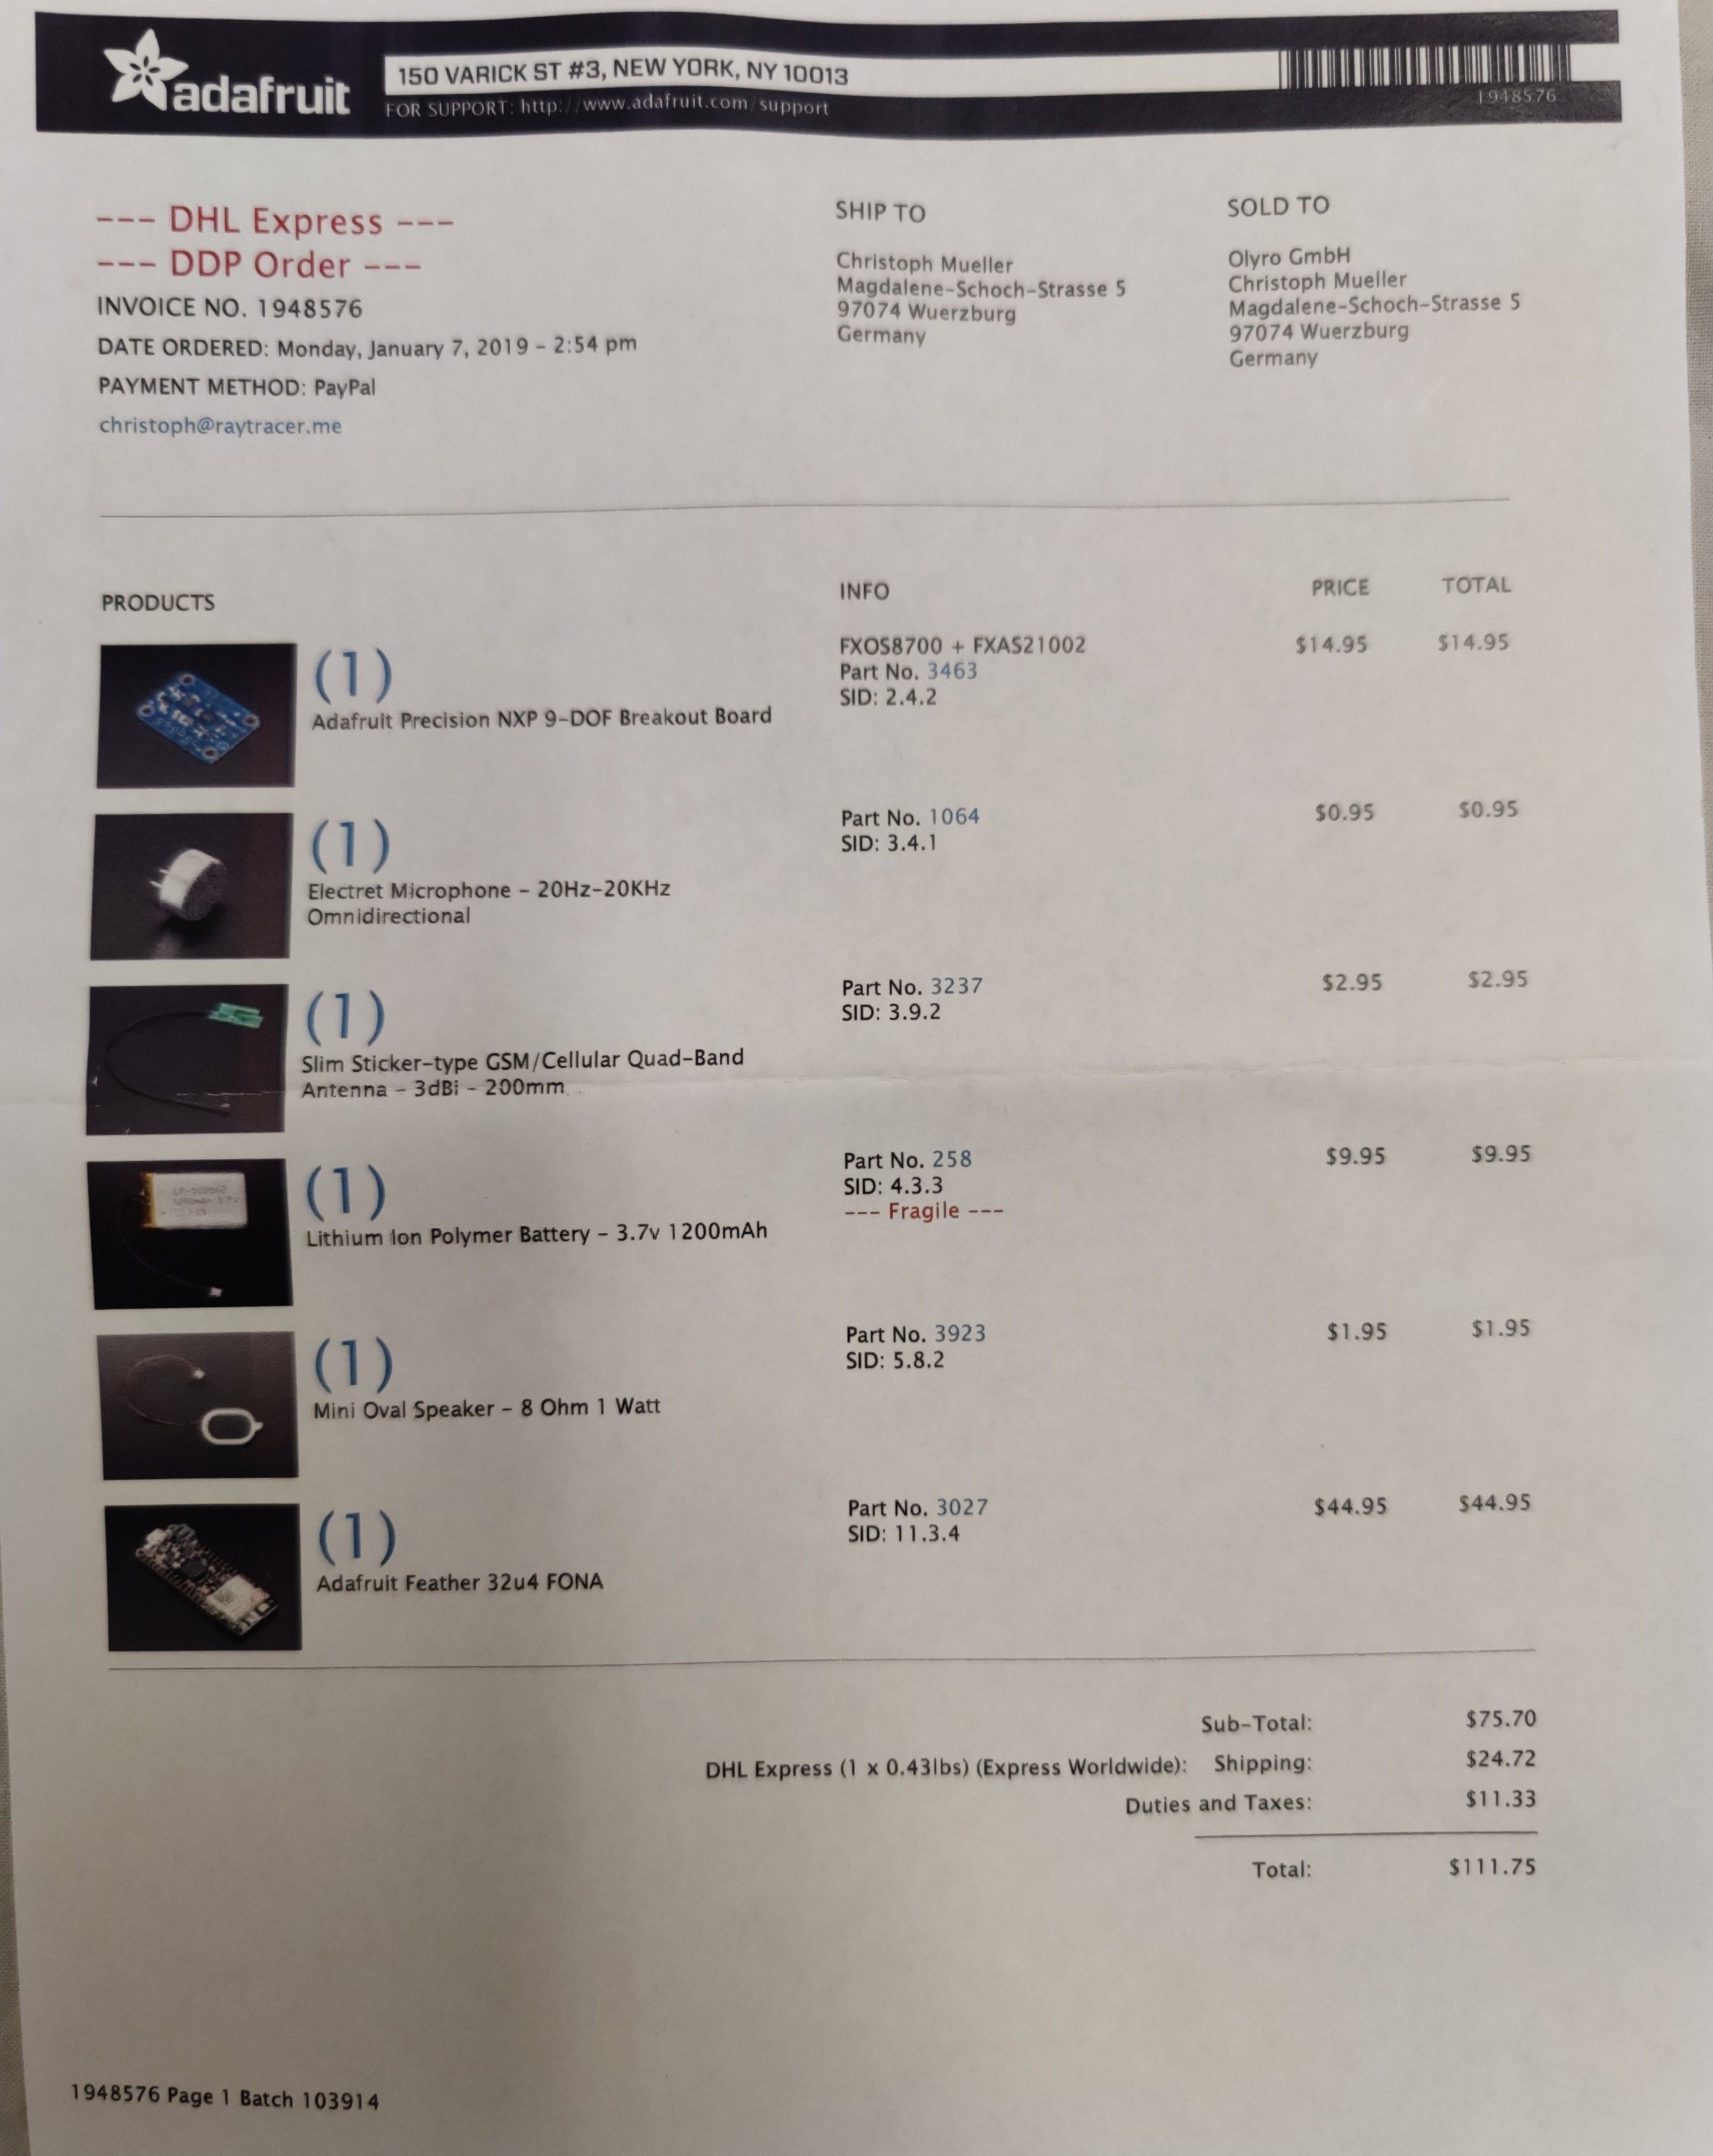 adafruit
150 VARICK ST #3, NEW YORK, NY 10013
FOR SUPPORT: http://www.adafruit.com/support
1948576
--- DHL Express ---
--- DDP Order ---
INVOICE NO. 1948576
DATE ORDERED: Monday, January 7, 2019 - 2:54 pm
PAYMENT METHOD: PayPal
christoph@raytracer.me
SHIP TO
Christoph Mueller
Magdalene-Schoch-Strasse 5
97074 Wuerzburg
Germany
SOLD TO
Olyro GmbH
Christoph Mueller
Magdalene-Schoch-Strasse 5
97074 Wuerzburg
Germany
PRODUCTS INFO PRICE TOTAL
(1)
Adafruit Precision NXP 9-DOF Breakout Board
FXOS8700 + FXAS21002
Part No. 3463
SID: 2.4.2
$14.95 $14.95
(1)
Electret Microphone - 20Hz-20KHz
Omnidirectional
Part No. 1064
SID: 3.4.1
$0.95 $0.95
(1)
Slim Sticker-type GSM/Cellular Quad-Band
Antenna - 3dBi - 200mm
Part No. 3237
SID: 3.9.2
$2.95 $2.95
(1)
Lithium Ion Polymer Battery - 3.7v 1200mAh
Part No. 258
SID: 4.3.3
--- Fragile ---
$9.95 $9.95
(1)
Mini Oval Speaker - 8 Ohm 1 Watt
Part No. 3923
SID: 5.8.2
$1.95 $1.95
(1)
Adafruit Feather 32u4 FONA
Part No. 3027
SID: 11.3.4
$44.95 $44.95
Sub-Total: $75.70
DHL Express (1 x 0.43lbs) (Express Worldwide): Shipping: $24.72
Duties and Taxes: $11.33
Total: $111.75
1948576 Page 1 Batch 103914